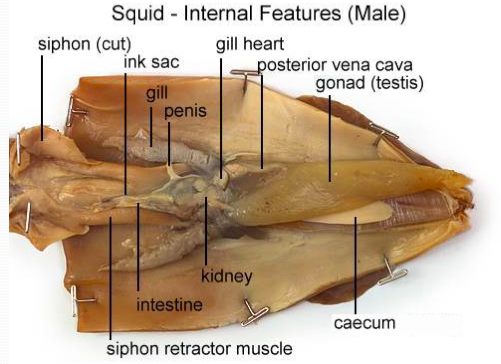 Squid - Internal Features (Male)
siphon (cut)
gill heart
ink sac
posterior vena cava
gill
gonad (testis)
penis
kidney
intestine
caecum
siphon retractor muscle